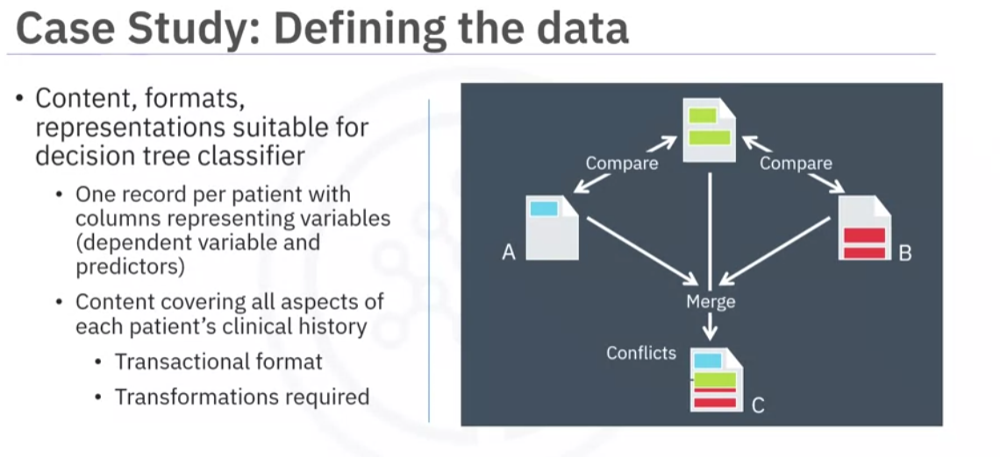 Case Study: Defining the data
• Content, formats,
representations suitable for
decision tree classifier
• One record per patient with
columns representing variables
(dependent variable and
predictors)
• Content covering all aspects of
each patient's clinical history
• Transactional format
• Transformations required
Compare
Compare
A
B
Merge
Conflicts
C